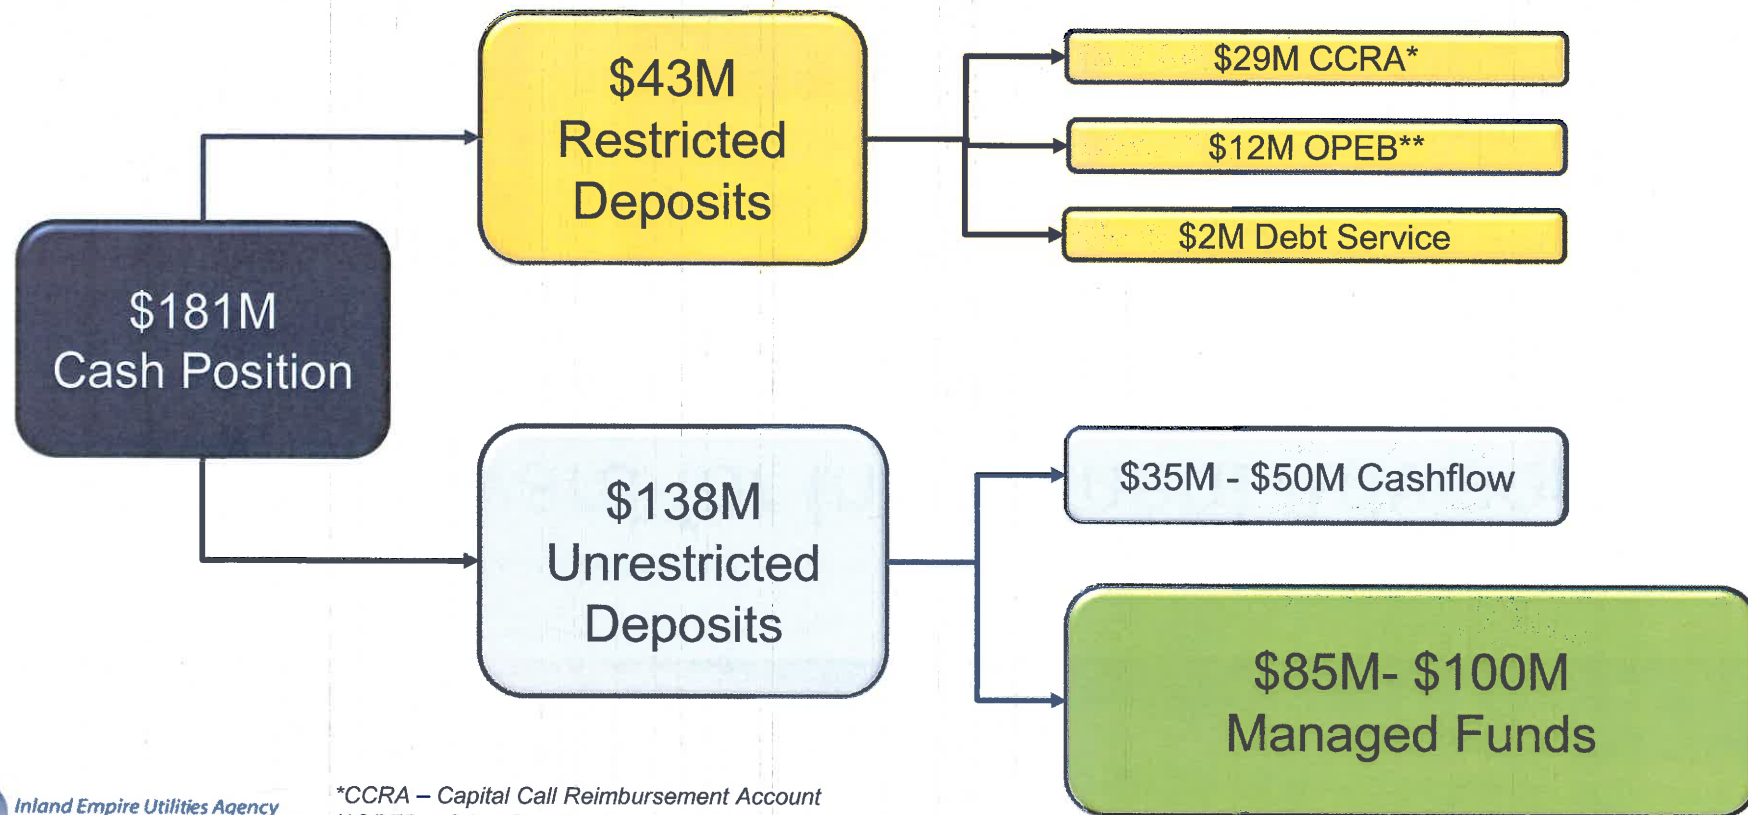 $43M
Restricted
Deposits
$29M CCRA*
$12M OPEB**
$2M Debt Service
$181M
Cash Position
$138M
Unrestricted
Deposits
$35M - $50M Cashflow
$85M- $100M
Managed Funds
Inland Empire Utilities Agency
*CCRA – Capital Call Reimbursement Account